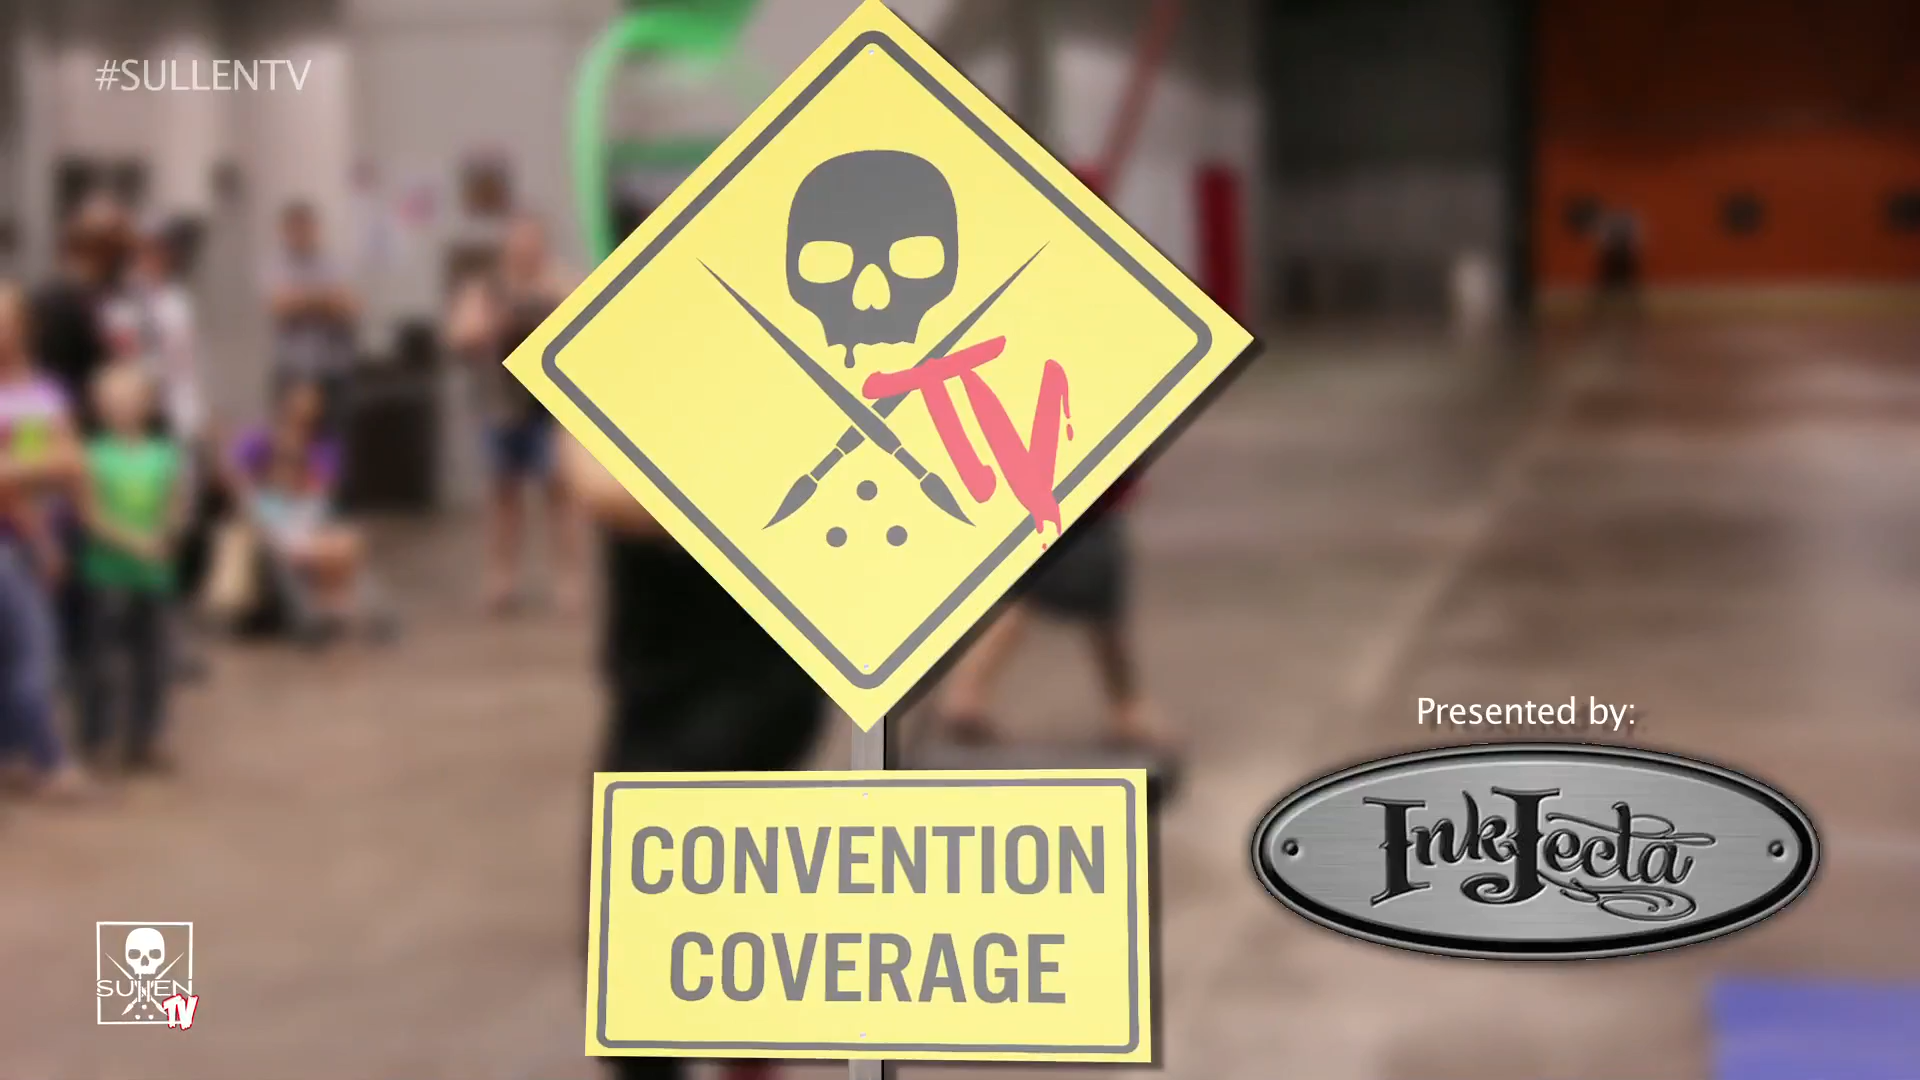 #SULLENTV
TV
CONVENTION
COVERAGE
Presented by:
InkJecta
SULLEN
TV